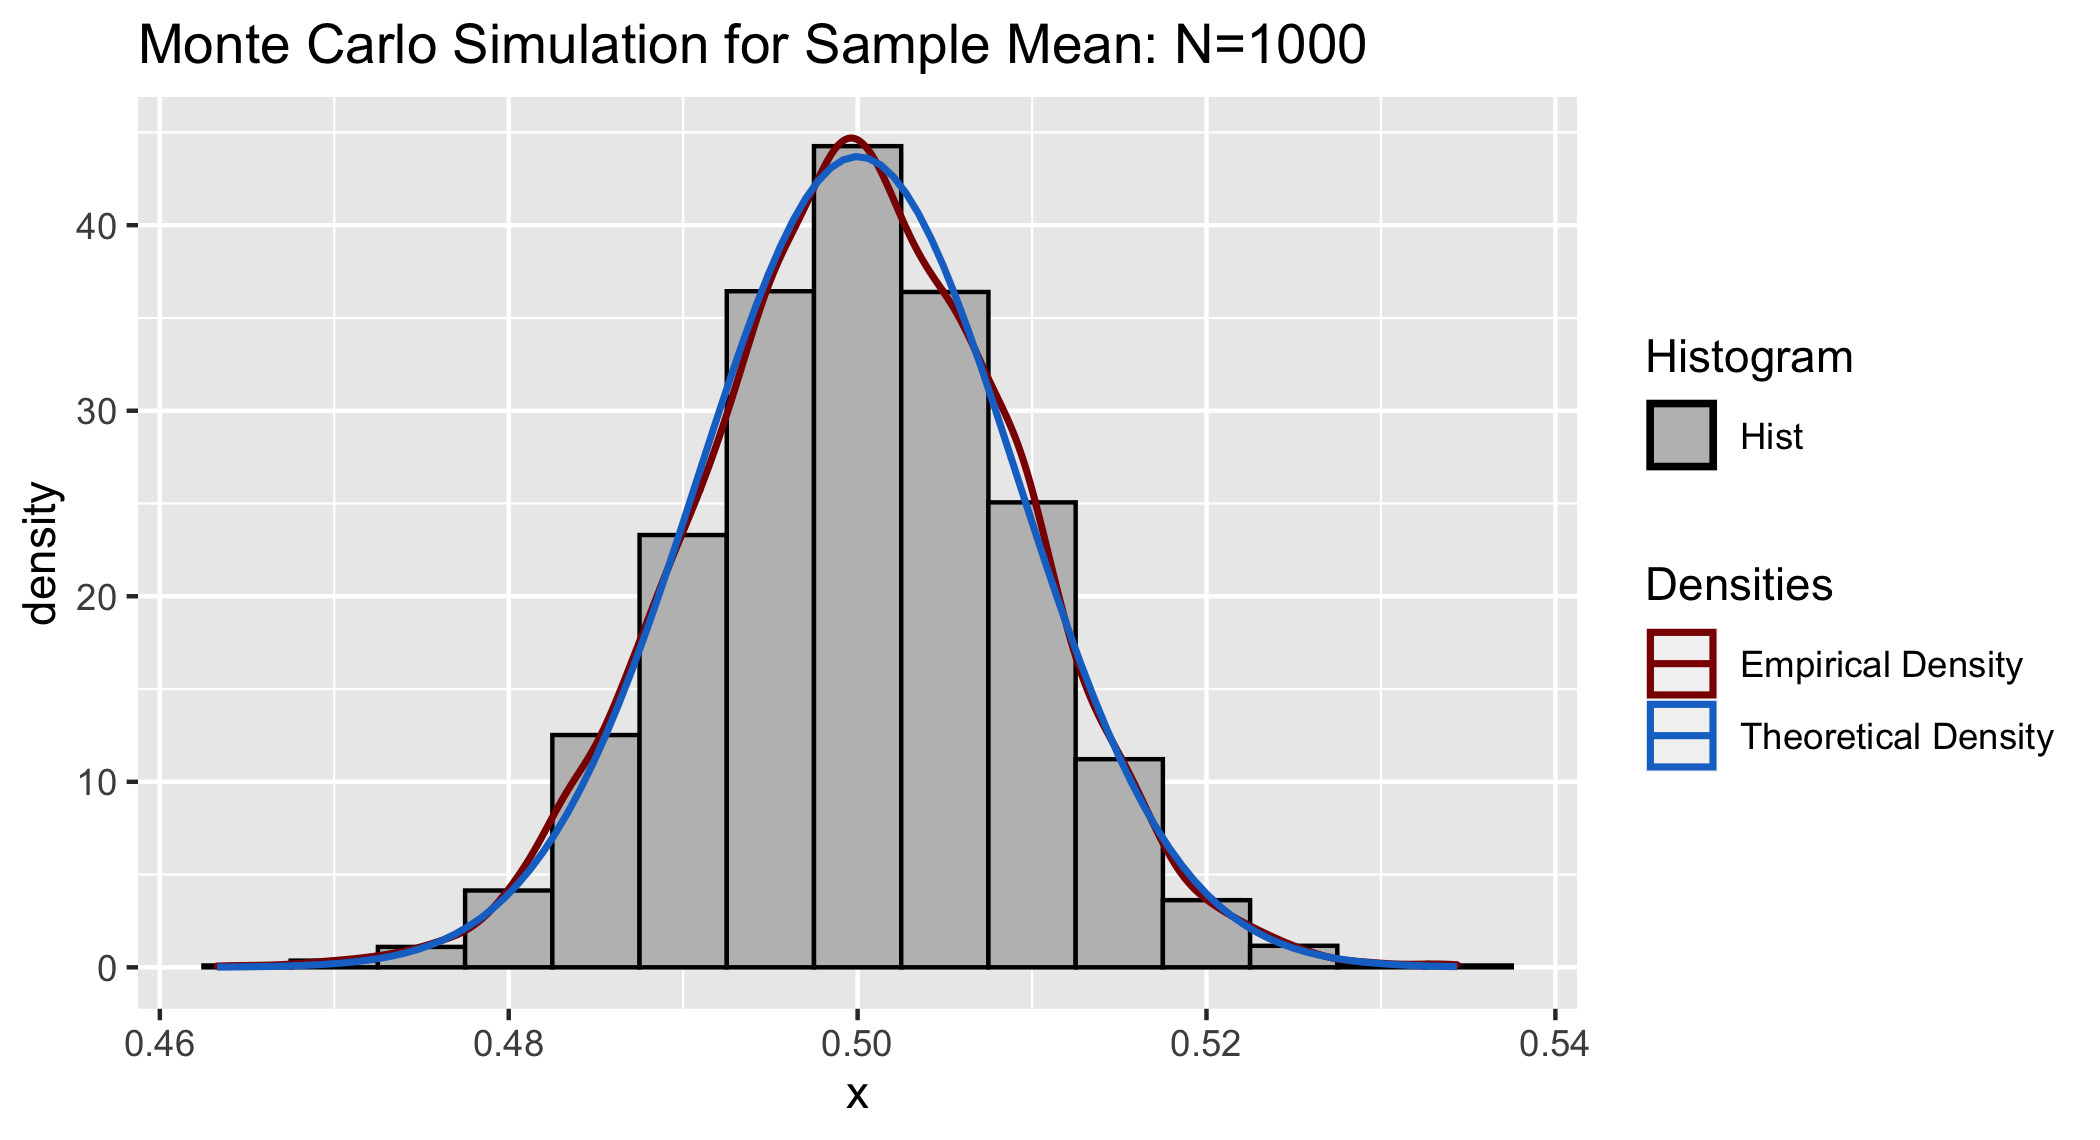 Monte Carlo Simulation for Sample Mean: N=1000
density
40
30
20
10
0
0.46 0.48 0.50 0.52 0.54
x
Histogram
Hist
Densities
Empirical Density
Theoretical Density